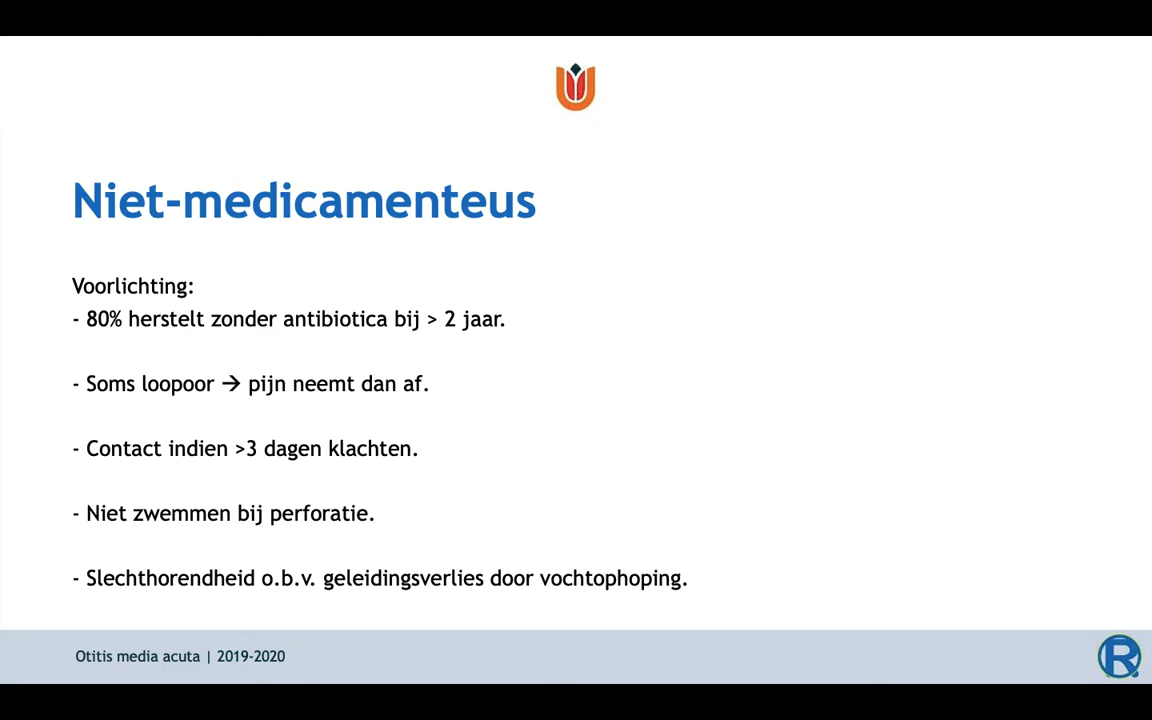 Niet-medicamenteus
Voorlichting:
- 80% herstelt zonder antibiotica bij > 2 jaar.
- Soms loopoor → pijn neemt dan af.
- Contact indien >3 dagen klachten.
- Niet zwemmen bij perforatie.
- Slechthorendheid o.b.v. geleidingsverlies door vochtophoping.
Otitis media acuta | 2019-2020
R